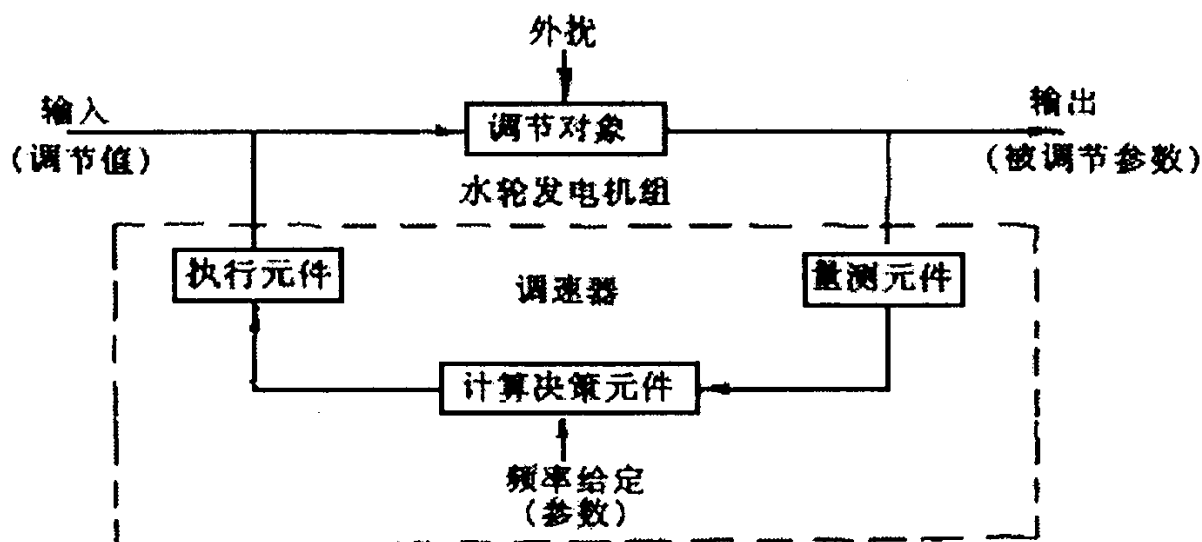 外扰
输入
(调节值)
调节对象
输出
(被调节参数)
水轮发电机组
执行元件
调速器
量测元件
计算决策元件
频率给定
(参数)